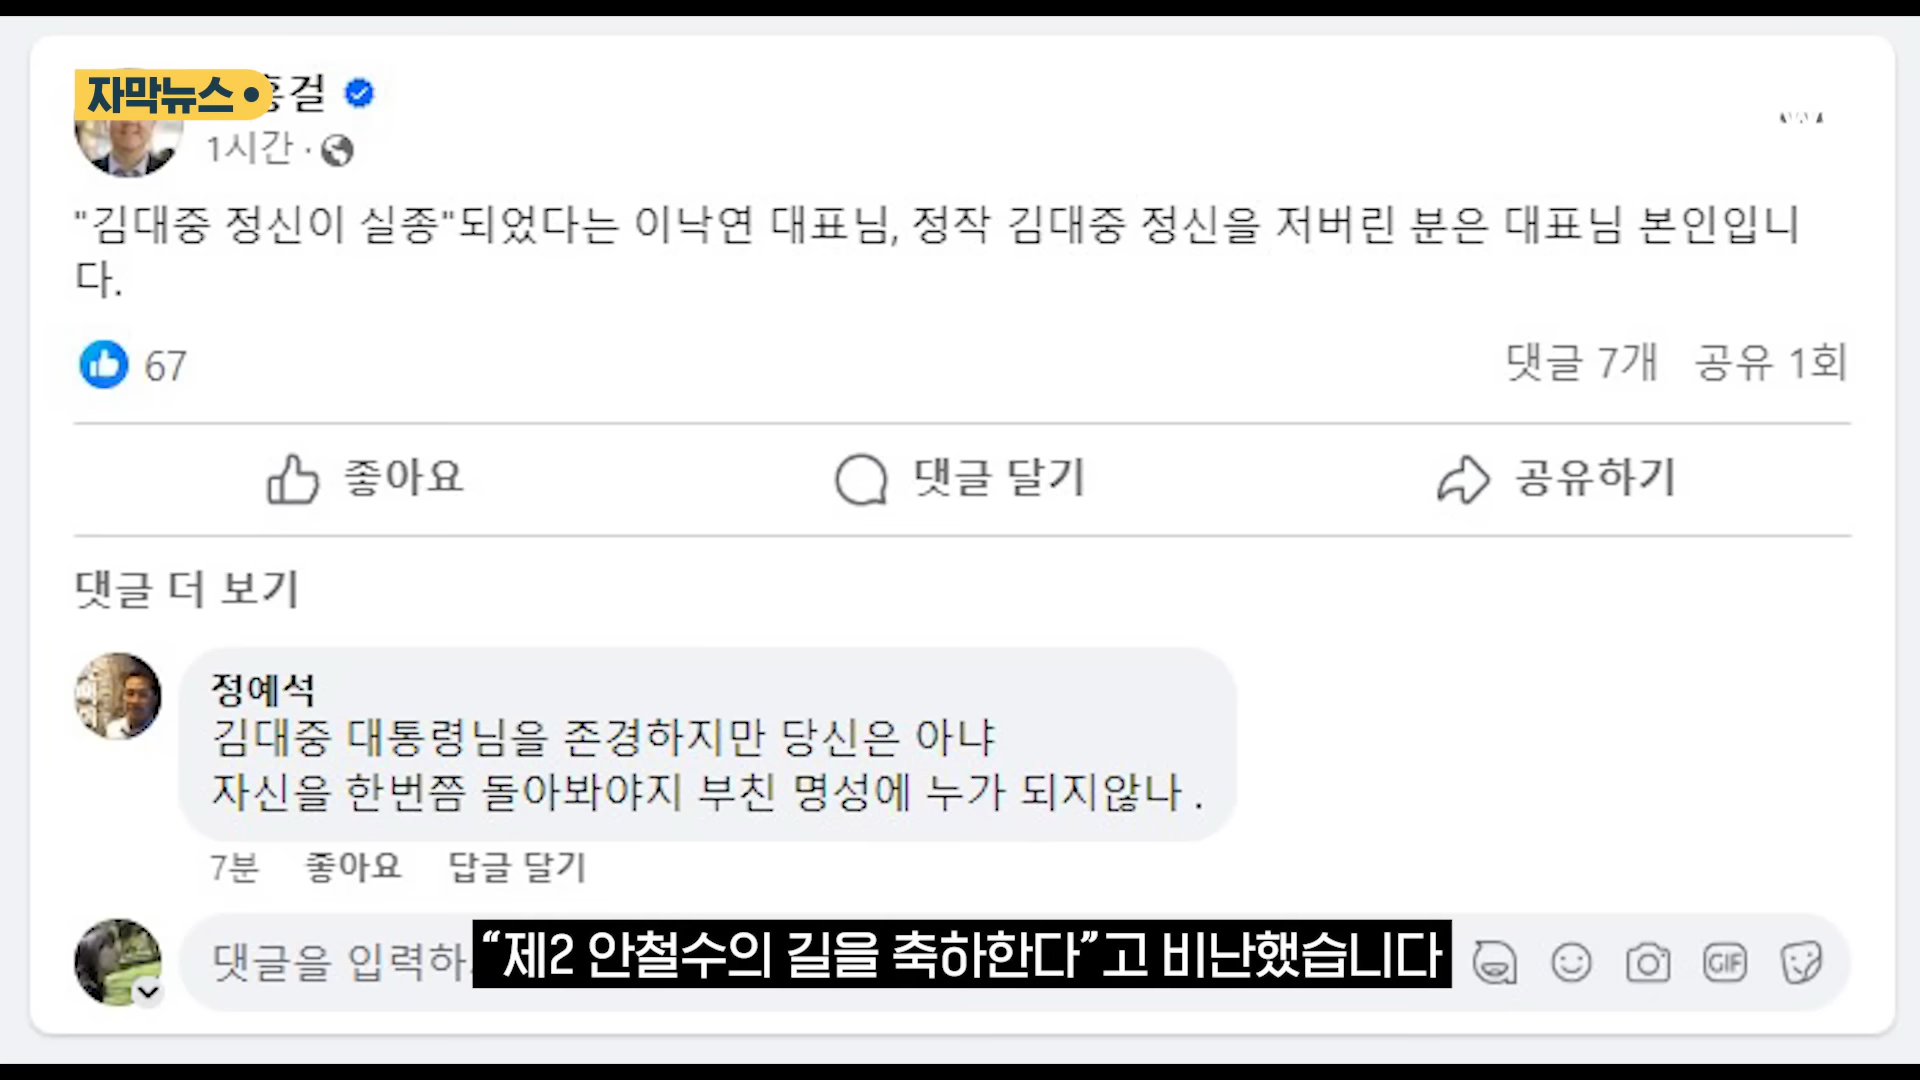 자막뉴스
홍걸
1시간 ·
"김대중 정신이 실종"되었다는 이낙연 대표님, 정작 김대중 정신을 저버린 분은 대표님 본인입니
다.
67
댓글 7개 공유 1회
좋아요 댓글 달기 공유하기
댓글 더 보기
정예석
김대중 대통령님을 존경하지만 당신은 아냐
자신을 한번쯤 돌아봐야지 부친 명성에 누가 되지않나 .
7분 좋아요 답글 달기
댓글을 입력하
“제2 안철수의 길을 축하한다”고 비난했습니다
GIF